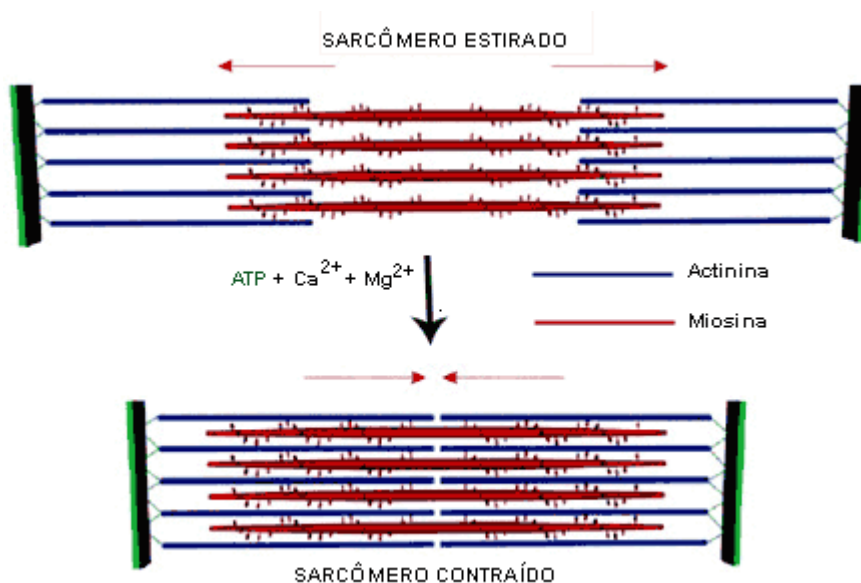 SARCÔMERO ESTIRADO
ATP + Ca2+ + Mg2+
Actinina
Miosina
SARCÔMERO CONTRAÍDO